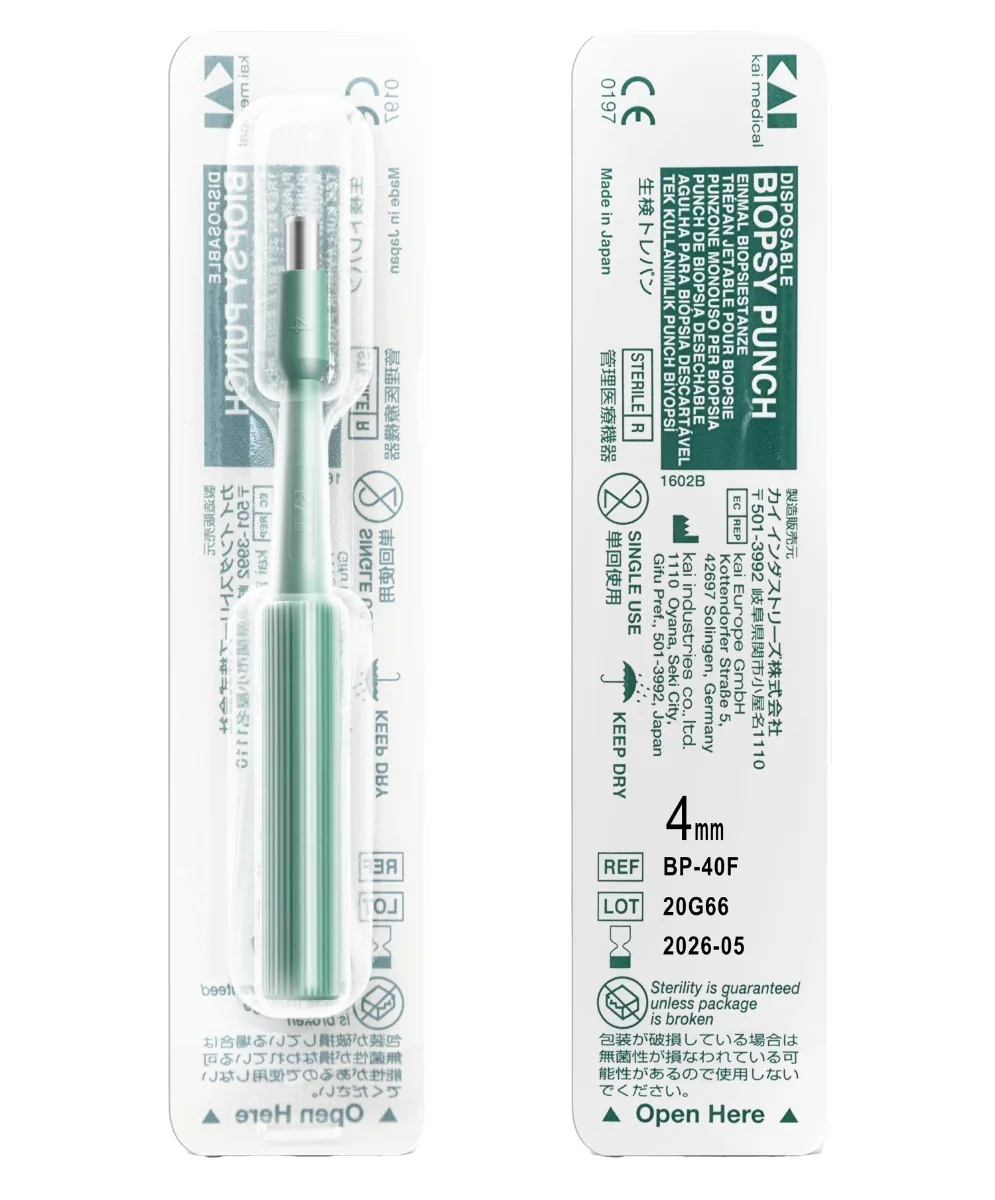 kai medical
CE
0197
DISPOSABLE
BIOPSY PUNCH
EINMAL BIOPSIESTANZE
TREPAN JETABLE POUR BIOPSIE
PUNZONE MONOUSO PER BIOPSIA
PUNCH DE BIOPSIA DESECHABLE
AGULHA PARA BIOPSIA DESCARTÁVEL
TEK KULLANIMLIK PUNCH BİYOPSİ
生検トレパン
Made in Japan
1602B
STERILE R
管理医療機器
製造販売元
カイ インダストリーズ株式会社
〒501-3992 岐阜県関市小屋名1110
EC REP
kai Europe GmbH
Kottendorfer Straße 5,
42697 Solingen, Germany
kai industries co., ltd.
1110 Oyana, Seki City,
Gifu Pref., 501-3992, Japan
2
SINGLE USE
単回使用
KEEP DRY
4mm
REF BP-40F
LOT 20G66
2026-05
Sterility is guaranteed
unless package
is broken
包装が破損している場合は
無菌性が損なわれている可
能性があるので使用しない
でください。
▲ Open Here ▲
4